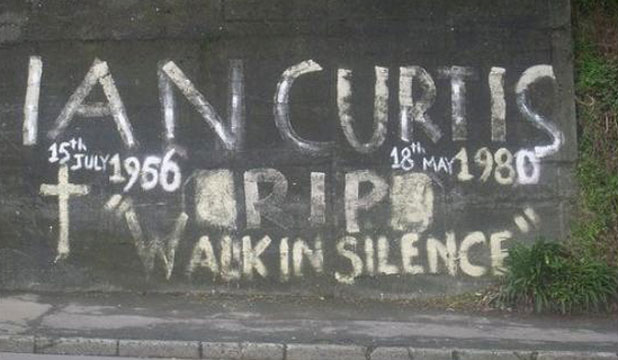 IAN CURTIS
15th JULY 1956 18th MAY 1980
RIP
"WALK IN SILENCE"